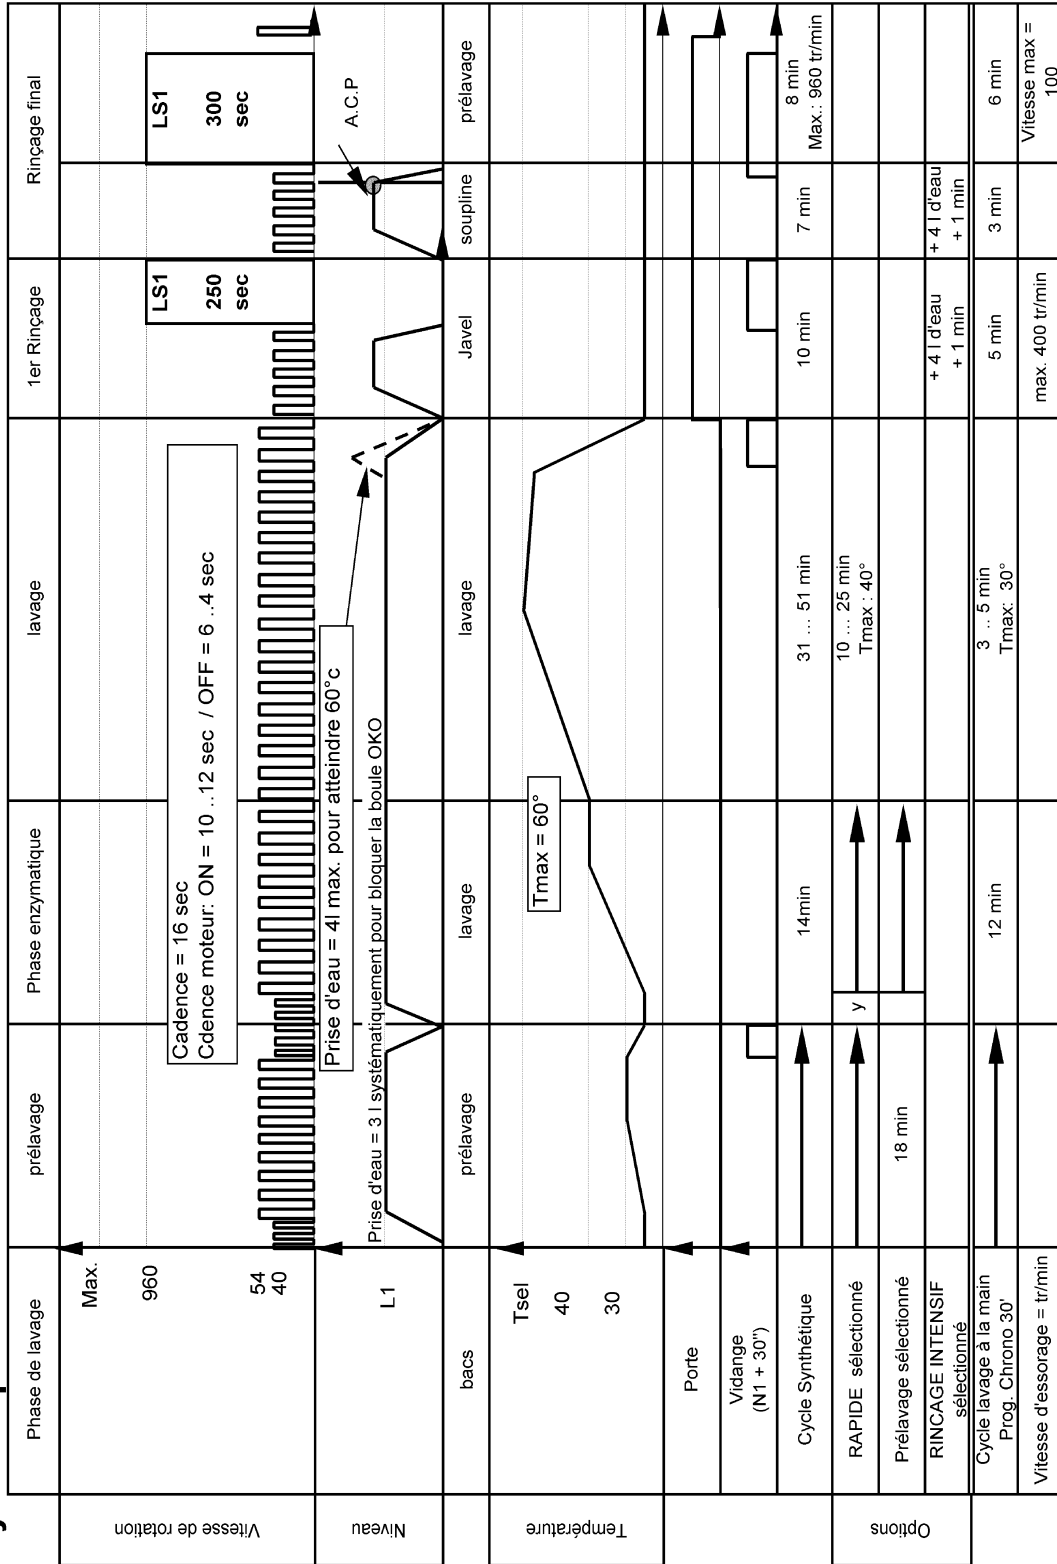 Phase de lavage
prélavage
Phase enzymatique
lavage
1er Rinçage
Rinçage final
Vitesse de rotation
Max.
960
54
40
Cadence = 16 sec
Cdence moteur: ON = 10 ..12 sec / OFF = 6 ..4 sec
LS1
250
sec
LS1
300
sec
Niveau
L1
Prise d'eau = 4l max. pour atteindre 60°c
Prise d'eau = 3 l systématiquement pour bloquer la boule OKO
A.C.P
bacs
prélavage
lavage
lavage
Javel
soupline
prélavage
Température
Tsel
40
30
Tmax = 60°
Porte
Vidange
(N1 + 30")
Cycle Synthétique
14min
31 ... 51 min
10 min
7 min
8 min
Max.: 960 tr/min
Options
RAPIDE sélectionné
y
10 ... 25 min
Tmax : 40°
Prélavage sélectionné
18 min
RINCAGE INTENSIF
sélectionné
+ 4 l d'eau
+ 1 min
+ 4 l d'eau
+ 1 min
Cycle lavage à la main
Prog. Chrono 30'
12 min
3 .. 5 min
Tmax: 30°
5 min
3 min
6 min
Vitesse d'essorage = tr/min
max. 400 tr/min
Vitesse max =
100